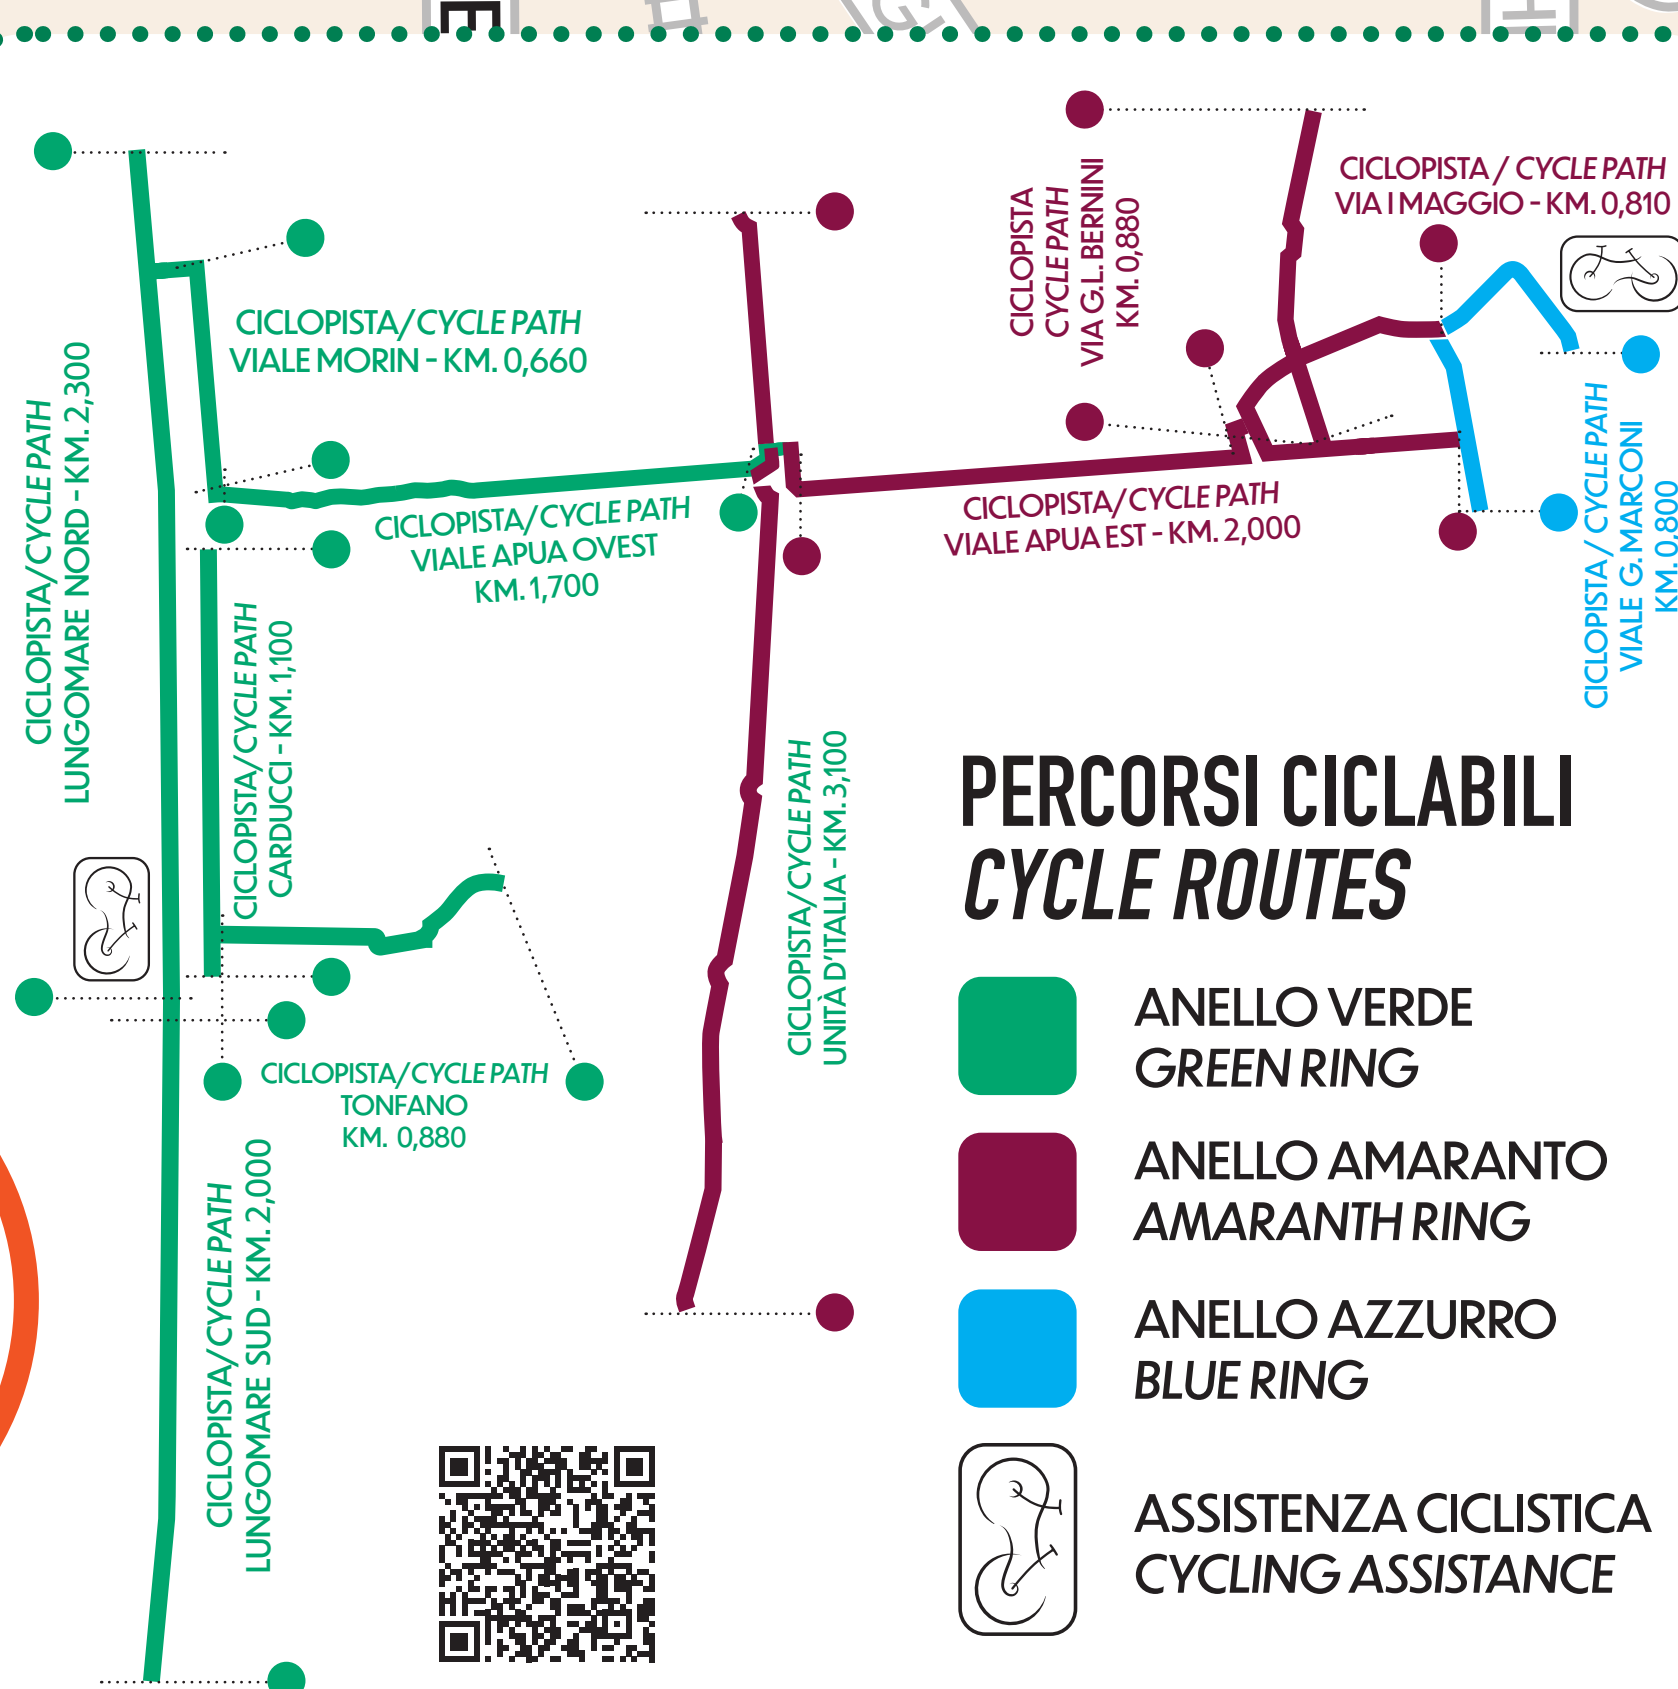 E
CICLOPISTA/CYCLE PATH
LUNGOMARE NORD - KM. 2,300
CICLOPISTA/CYCLE PATH
VIALE MORIN - KM. 0,660
CICLOPISTA/CYCLE PATH
VIALE APUA OVEST
KM. 1,700
CICLOPISTA/CYCLE PATH
CARDUCCI - KM. 1,100
CICLOPISTA/CYCLE PATH
TONFANO
KM. 0,880
CICLOPISTA/CYCLE PATH
LUNGOMARE SUD - KM. 2,000
CICLOPISTA/CYCLE PATH
UNITÀ D'ITALIA - KM. 3,100
CICLOPISTA
CYCLE PATH
VIA G.L. BERNINI
KM. 0,880
CICLOPISTA / CYCLE PATH
VIA I MAGGIO - KM. 0,810
CICLOPISTA/CYCLE PATH
VIALE APUA EST - KM. 2,000
CICLOPISTA / CYCLE PATH
VIALE G. MARCONI
KM. 0,800
PERCORSI CICLABILI
CYCLE ROUTES
ANELLO VERDE
GREEN RING
ANELLO AMARANTO
AMARANTH RING
ANELLO AZZURRO
BLUE RING
ASSISTENZA CICLISTICA
CYCLING ASSISTANCE